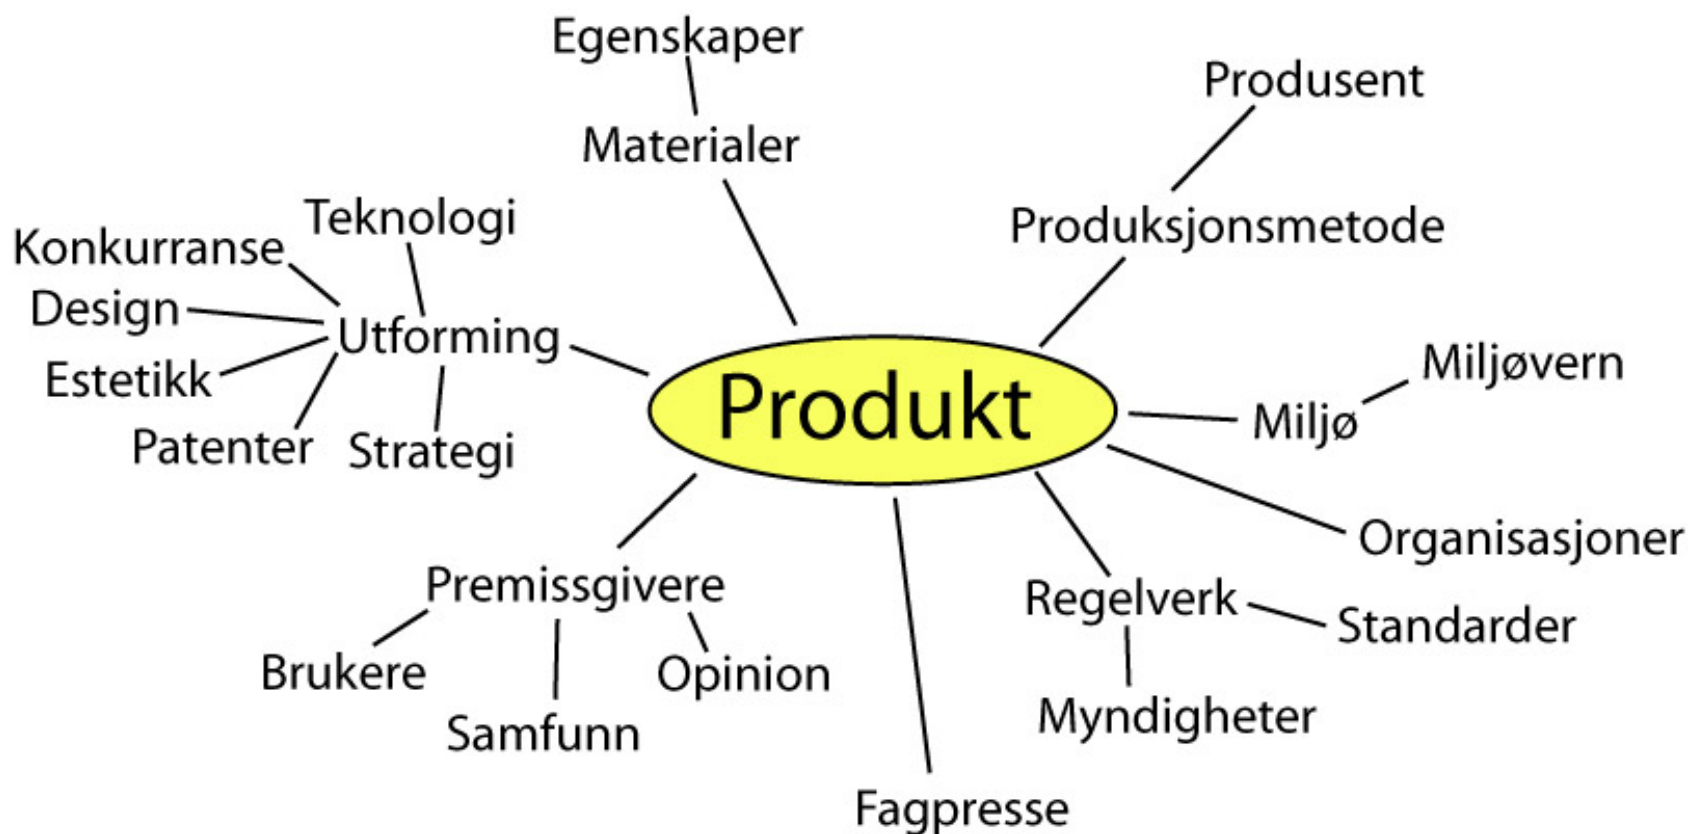 Egenskaper
Produsent
Materialer
Teknologi
Produksjonsmetode
Konkurranse
Design
Utforming
Estetikk
Miljøvern
Produkt
Miljø
Patenter
Strategi
Organisasjoner
Premissgivere
Regelverk
Standarder
Brukere
Opinion
Samfunn
Myndigheter
Fagpresse